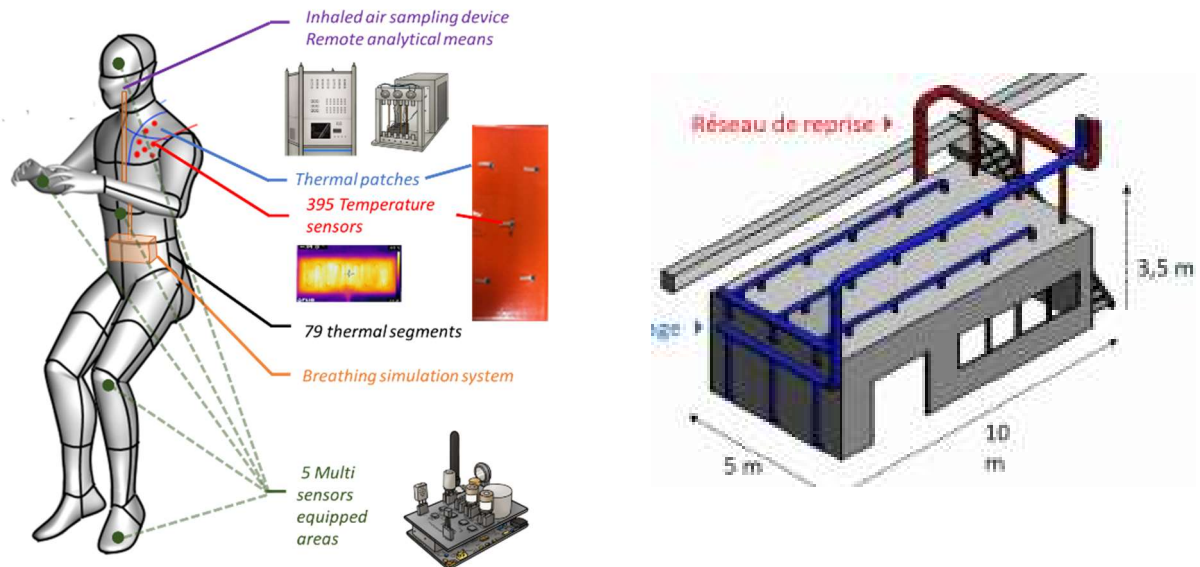 Inhaled air sampling device
Remote analytical means
Thermal patches
395 Temperature
sensors
79 thermal segments
Breathing simulation system
5 Multi
sensors
equipped
areas
Réseau de reprise
3,5 m
10
m
5 m